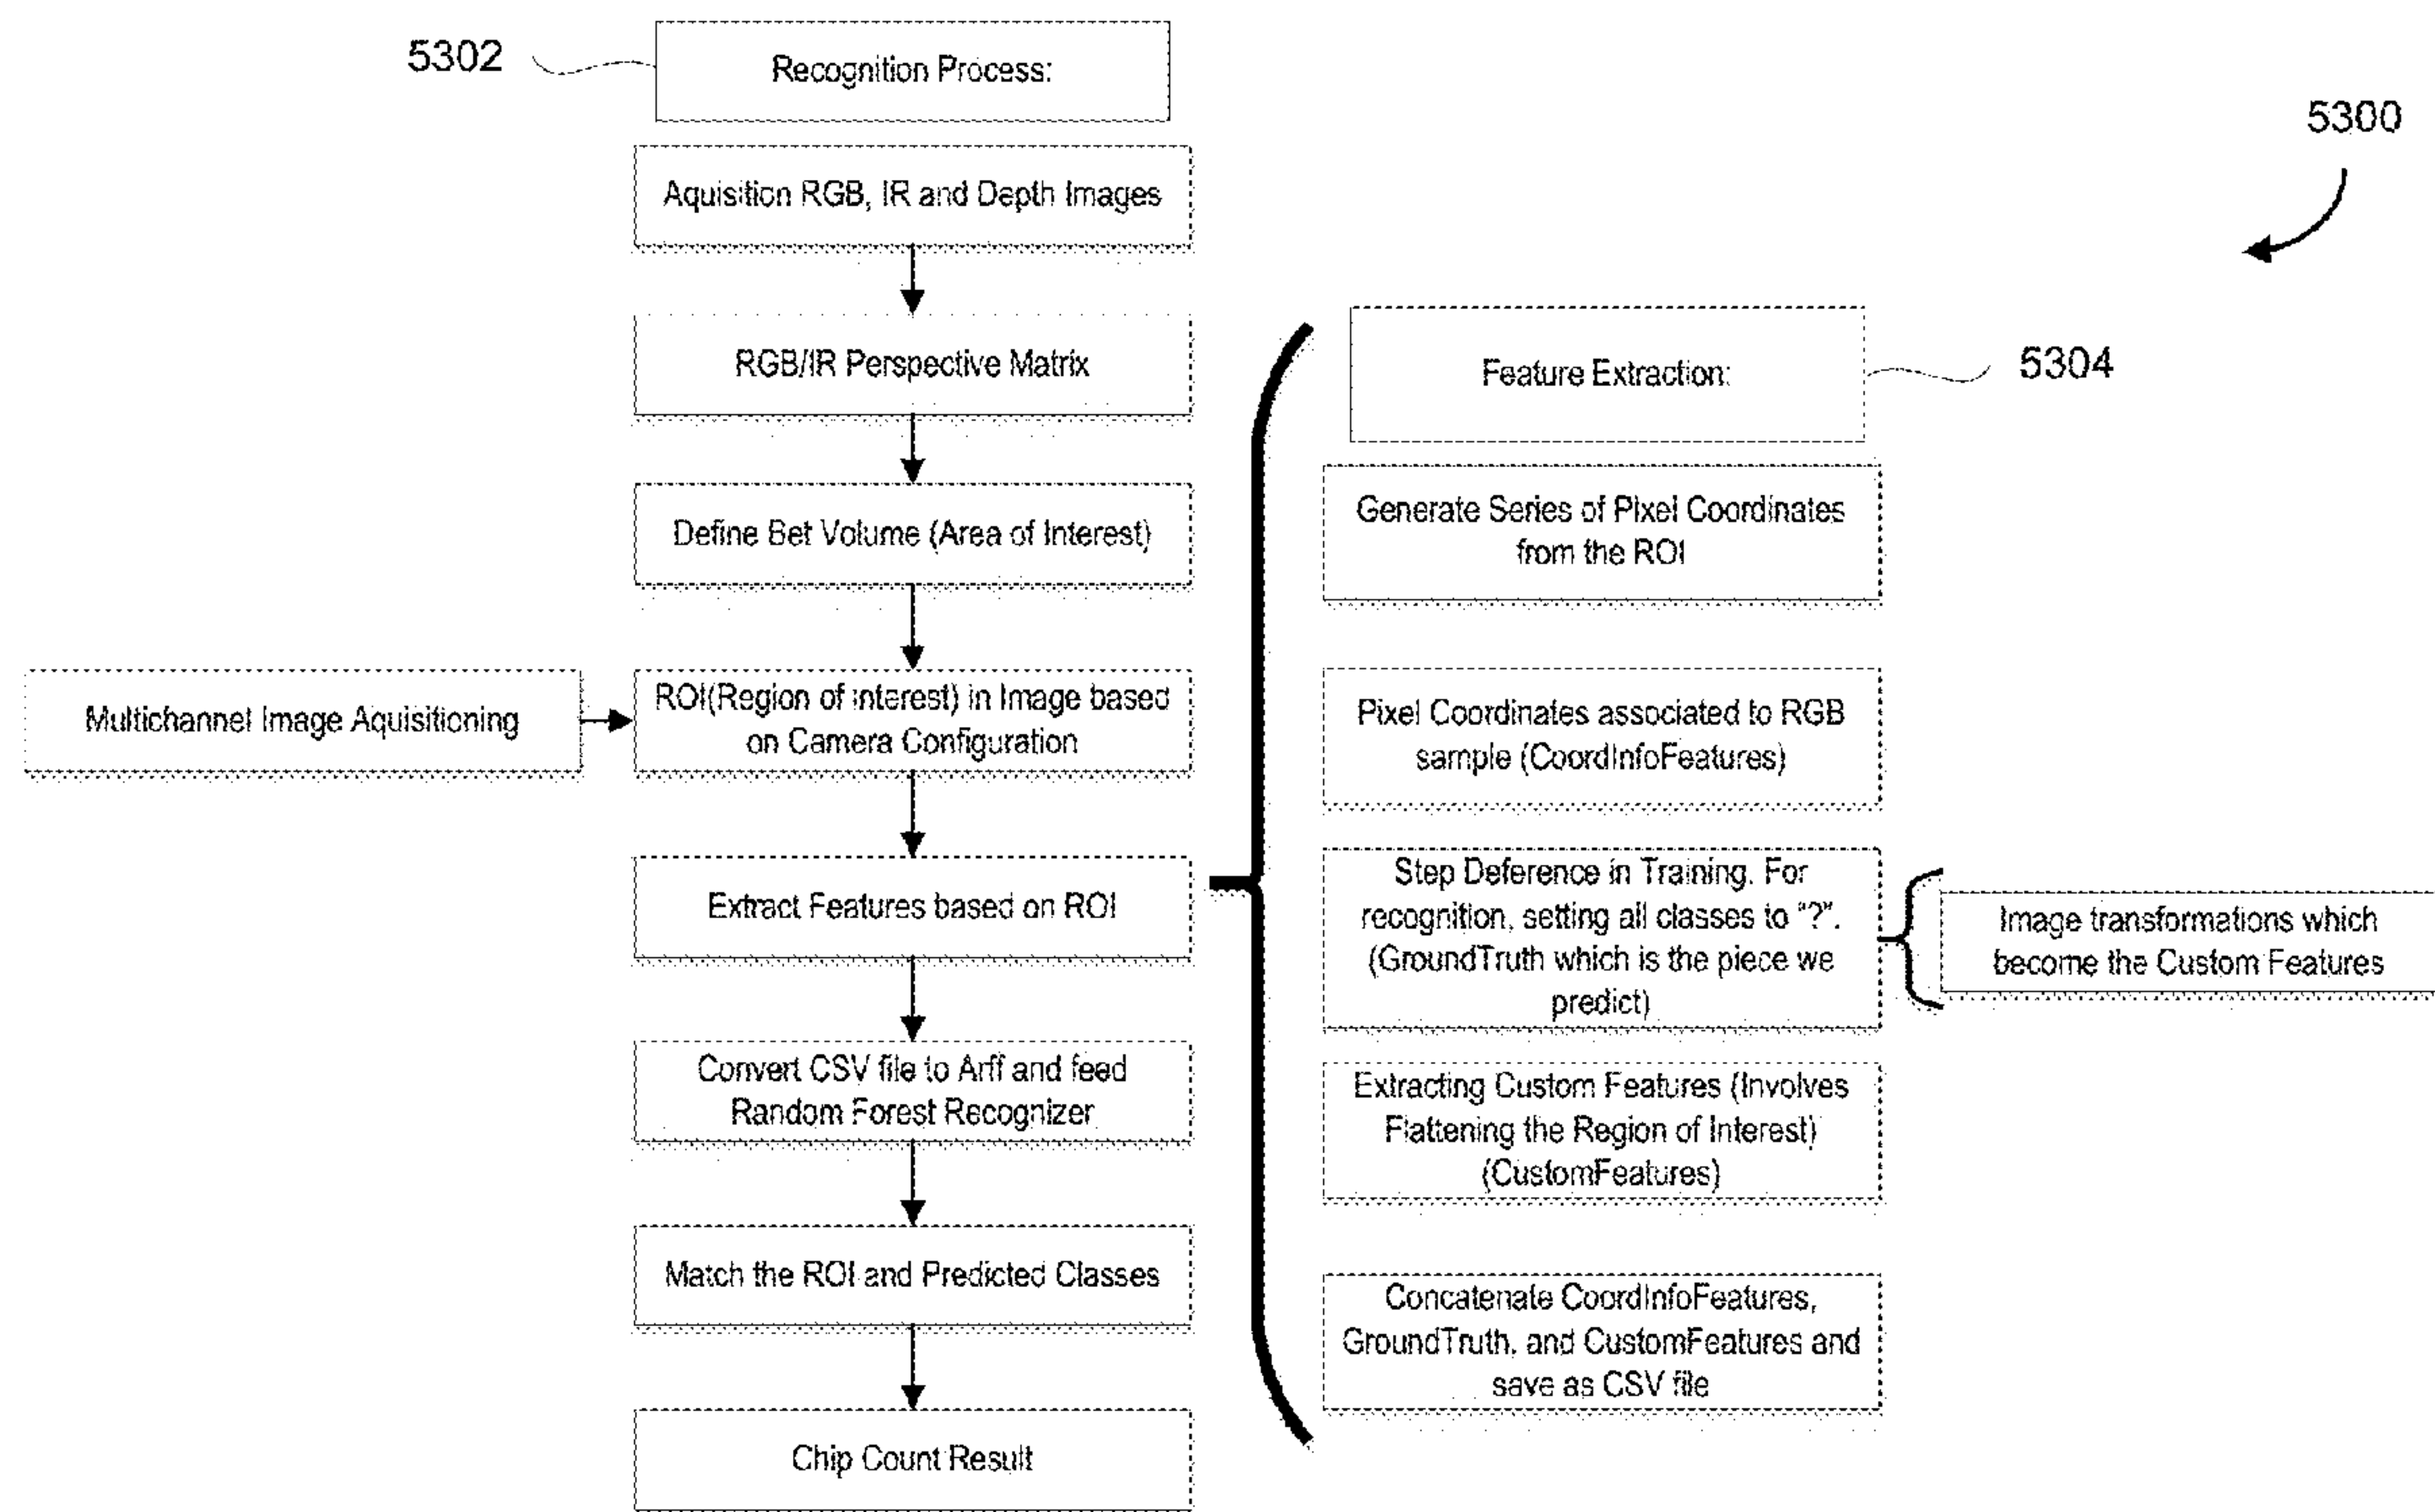 5302
Recognition Process:
5300
Aquisition RGB, IR and Depth Images
RGB/IR Perspective Matrix
Define Bet Volume (Area of Interest)
Multichannel Image Aquisitioning
ROI(Region of interest) in Image based
on Camera Configuration
Extract Features based on ROI
Convert CSV file to Arff and feed
Random Forest Recognizer
Match the ROI and Predicted Classes
Chip Count Result
Feature Extraction:
5304
Generate Series of Pixel Coordinates
from the ROI
Pixel Coordinates associated to RGB
sample (CoordInfoFeatures)
Step Deference in Training. For
recognition, setting all classes to "?".
(GroundTruth which is the piece we
predict)
Image transformations which
become the Custom Features
Extracting Custom Features (Involves
Flattening the Region of Interest)
(CustomFeatures)
Concatenate CoordInfoFeatures,
GroundTruth, and CustomFeatures and
save as CSV file